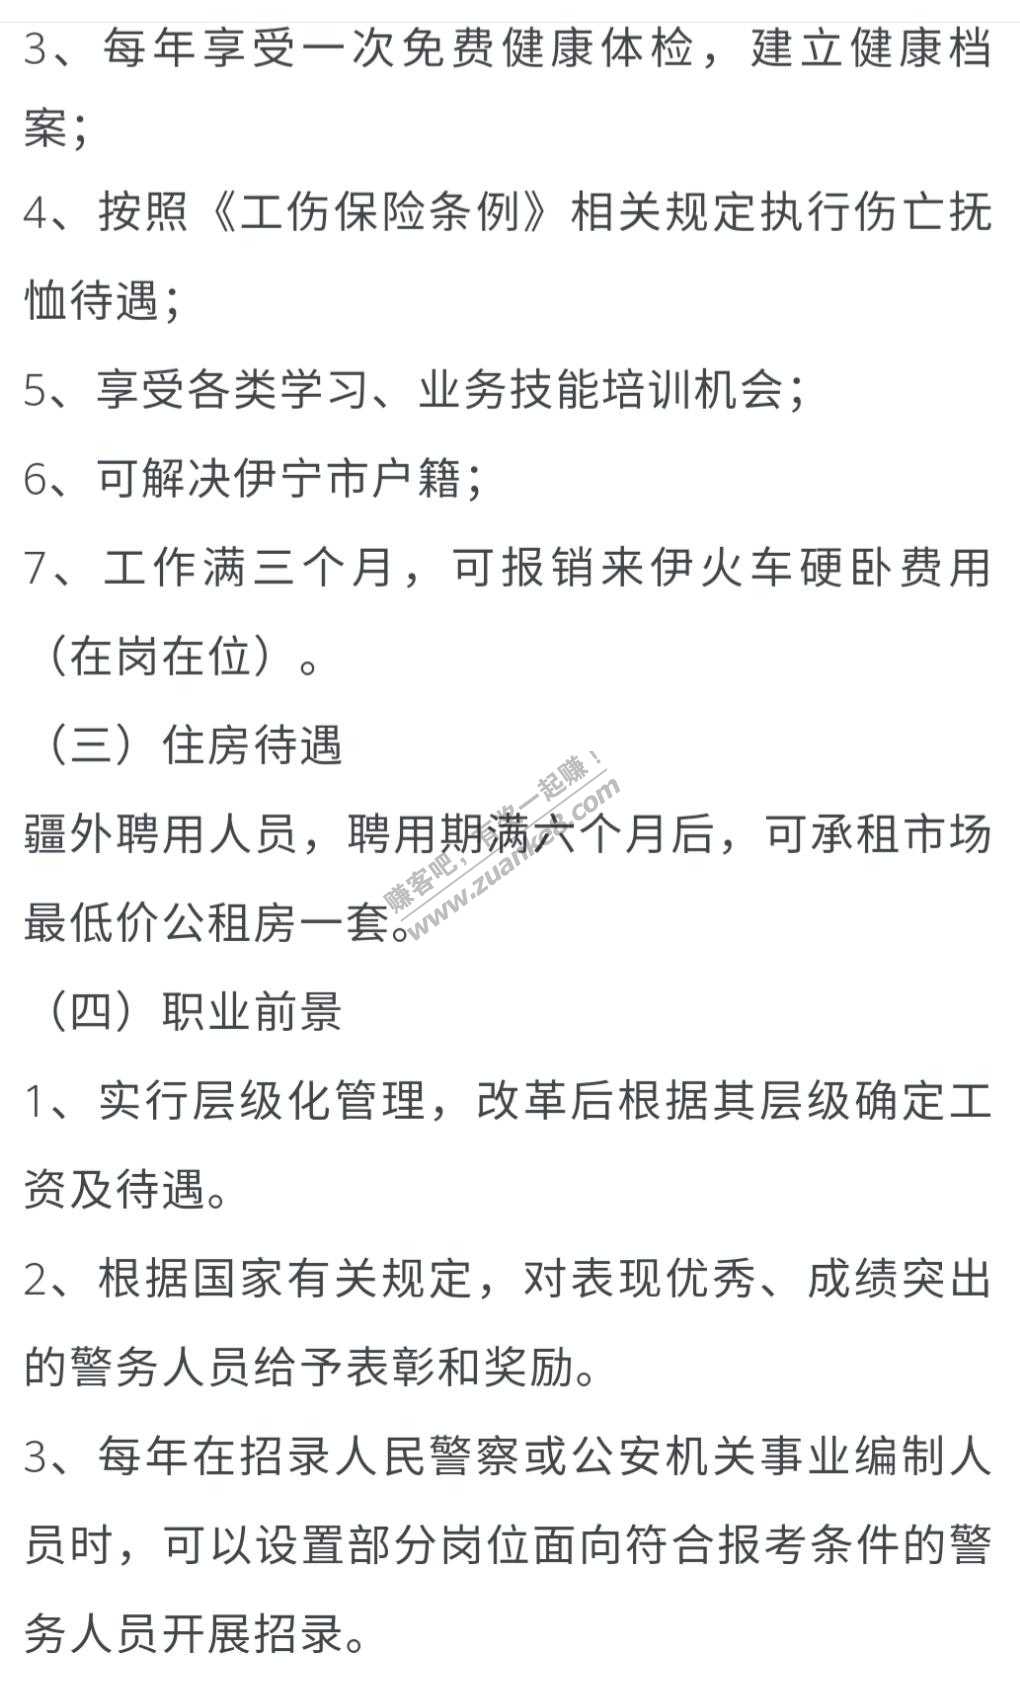 3、每年享受一次免费健康体检，建立健康档
案；
4、按照《工伤保险条例》相关规定执行伤亡抚
恤待遇；
5、享受各类学习、业务技能培训机会；
6、可解决伊宁市户籍；
7、工作满三个月，可报销来伊火车硬卧费用
（在岗在位）。
（三）住房待遇
疆外聘用人员，聘用期满六个月后，可承租市场
最低价公租房一套。
（四）职业前景
1、实行层级化管理，改革后根据其层级确定工
资及待遇。
2、根据国家有关规定，对表现优秀、成绩突出
的警务人员给予表彰和奖励。
3、每年在招录人民警察或公安机关事业编制人
员时，可以设置部分岗位面向符合报考条件的警
务人员开展招录。
赚客吧，有奖一起赚！
www.zuanke8.com